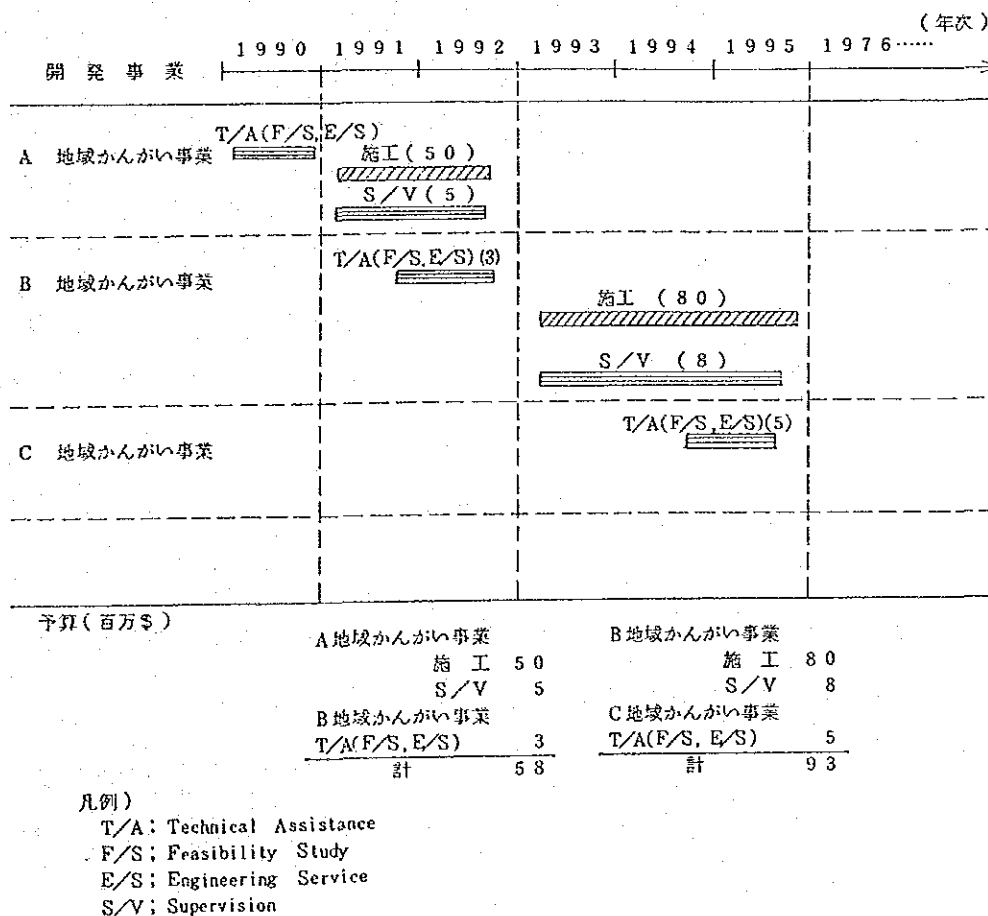 (年次)
1990 1991 1992 1993 1994 1995 1976……
開発事業
T/A(F/S,E/S)
A 地域かんがい事業
施工(50)
S/V(5)
T/A(F/S,E/S)(3)
B 地域かんがい事業
施工(80)
S/V (8)
T/A(F/S,E/S)(5)
C 地域かんがい事業
予算(百万$)
A地域かんがい事業 B地域かんがい事業
施工 50 施工 80
S/V 5 S/V 8
B地域かんがい事業 C地域かんがい事業
T/A(F/S,E/S) 3 T/A(F/S, E/S) 5
計 58 計 93
凡例)
T/A; Technical Assistance
F/S; Feasibility Study
E/S; Engineering Service
S/V; Supervision